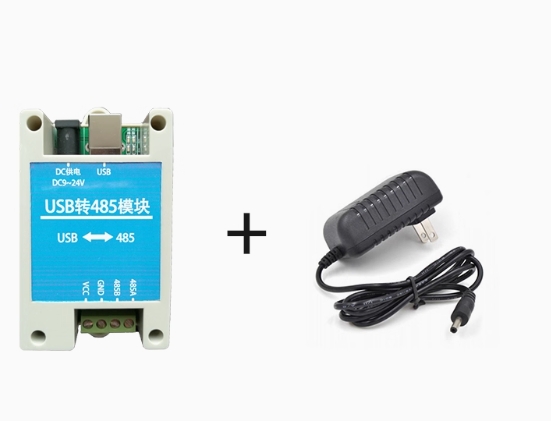 DC供电 USB
DC9~24V
USB转485模块
USB ⟷ 485
VCC GND 485B 485A